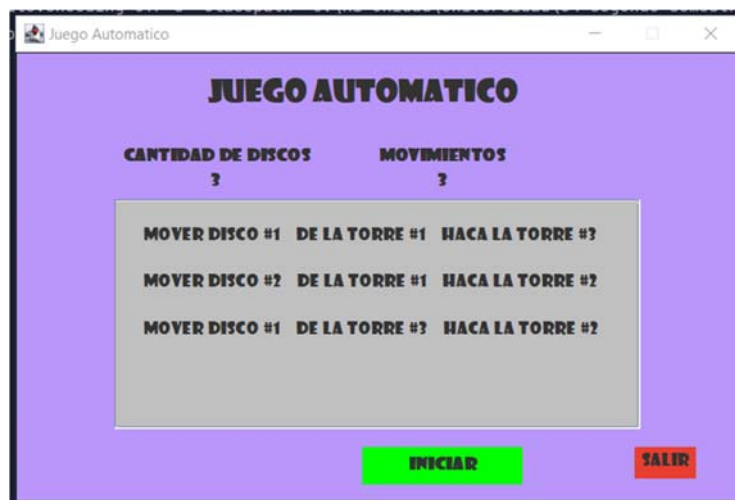 Juego Automatico
JUEGO AUTOMATICO
CANTIDAD DE DISCOS MOVIMIENTOS
3 3
MOVER DISCO #1 DE LA TORRE #1 HACA LA TORRE #3
MOVER DISCO #2 DE LA TORRE #1 HACA LA TORRE #2
MOVER DISCO #1 DE LA TORRE #3 HACA LA TORRE #2
INICIAR SALIR